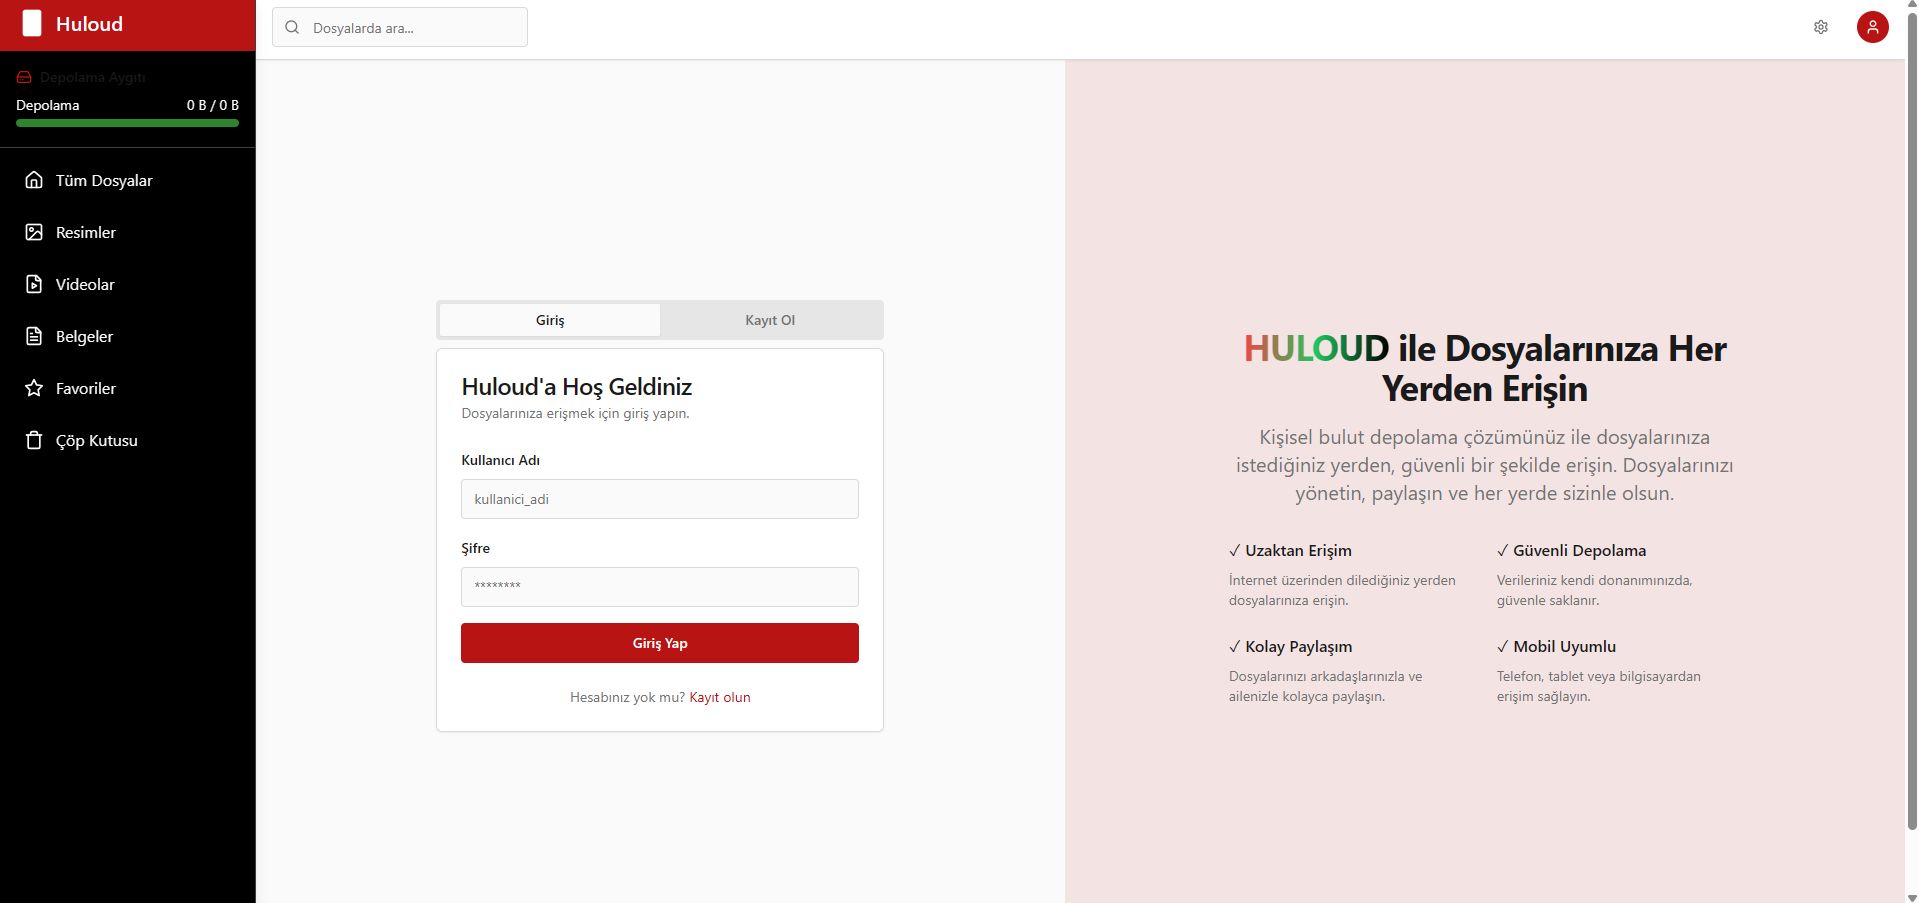 Huloud
Dosyalarda ara...
Depolama Aygıtı
Depolama 0 B / 0 B
Tüm Dosyalar
Resimler
Videolar
Belgeler
Favoriler
Çöp Kutusu
Giriş Kayıt Ol
Huloud'a Hoş Geldiniz
Dosyalarınıza erişmek için giriş yapın.
Kullanıcı Adı
kullanici_adi
Şifre
********
Giriş Yap
Hesabınız yok mu? Kayıt olun
HULOUD ile Dosyalarınıza Her
Yerden Erişin
Kişisel bulut depolama çözümünüz ile dosyalarınıza
istediğiniz yerden, güvenli bir şekilde erişin. Dosyalarınızı
yönetin, paylaşın ve her yerde sizinle olsun.
✓ Uzaktan Erişim
İnternet üzerinden dilediğiniz yerden
dosyalarınıza erişin.
✓ Güvenli Depolama
Verileriniz kendi donanımınızda,
güvenle saklanır.
✓ Kolay Paylaşım
Dosyalarınızı arkadaşlarınızla ve
ailenizle kolayca paylaşın.
✓ Mobil Uyumlu
Telefon, tablet veya bilgisayardan
erişim sağlayın.